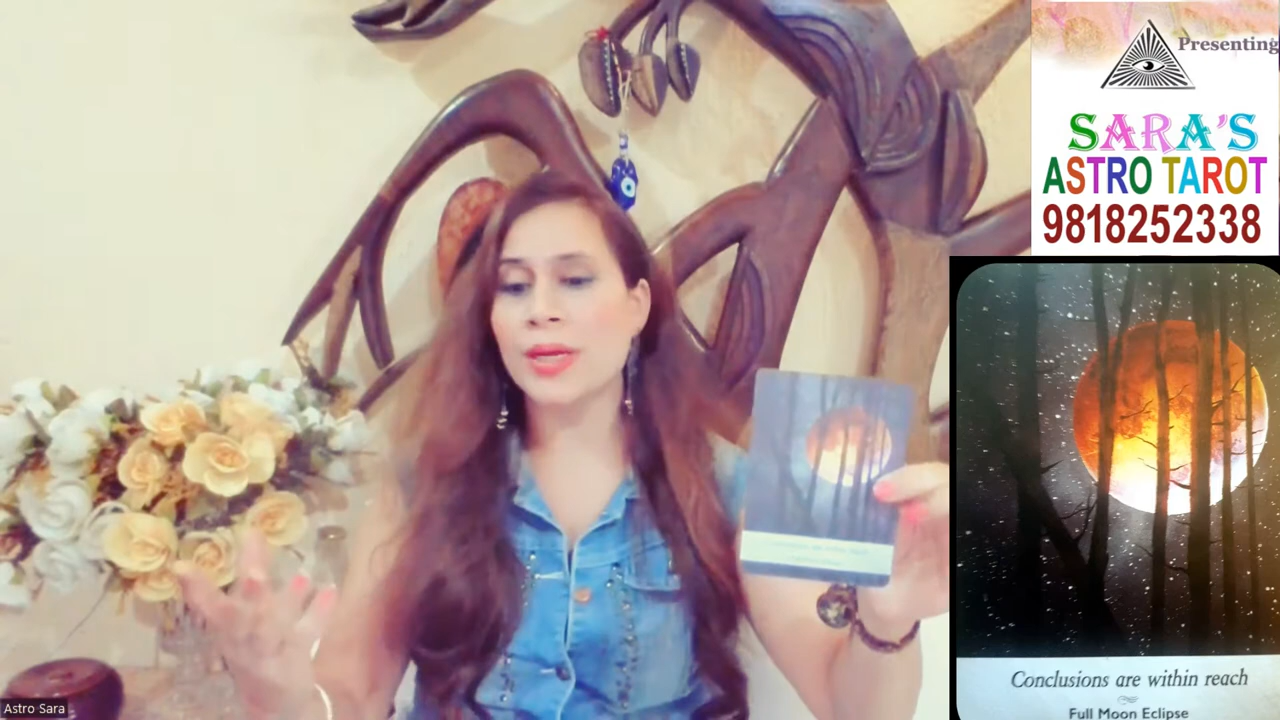 Presenting
SARA'S
ASTRO TAROT
9818252338
Conclusions are within reach
Full Moon Eclipse
Astro Sara